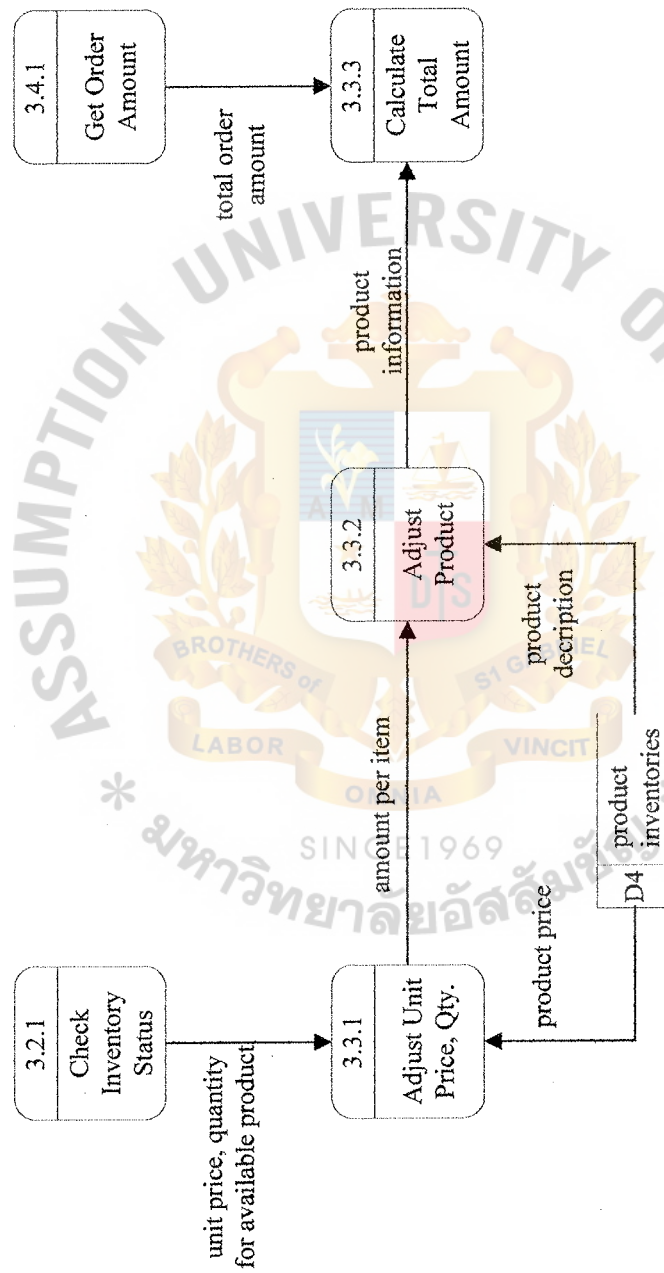 3.2.1
Check
Inventory
Status
3.4.1
Get Order
Amount
unit price, quantity
for available product
total order
amount
3.3.1
Adjust Unit
Price, Qty.
amount per item
3.3.2
Adjust
Product
product
information
3.3.3
Calculate
Total
Amount
product price
product
decription
D4
product
inventories
ASSUMPTION UNIVERSITY O
BROTHERS of
S1 GABRIEL
LABOR
OMNIA
VINCIT
A M
D S
SINCE1969
* มหาวิทยาลัยอัสสัมชัญ